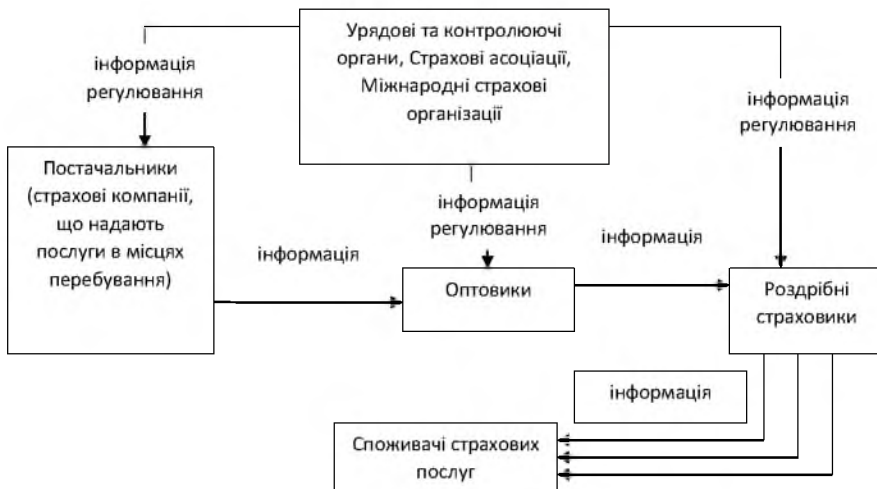 Урядові та контролюючі
органи, Страхові асоціації,
Міжнародні страхові
організації
інформація
регулювання
інформація
регулювання
Постачальники
(страхові компанії,
що надають
послуги в місцях
перебування)
інформація
регулювання
інформація
інформація
Оптовики
Роздрібні
страховики
інформація
Споживачі страхових
послуг